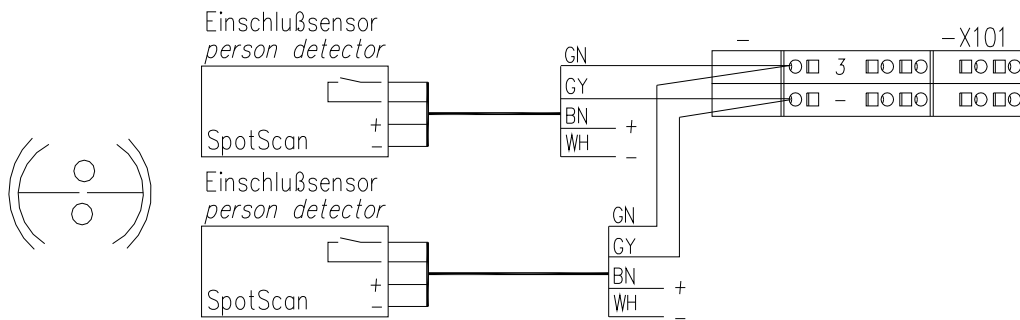 Einschlußsensor
person detector
SpotScan
+
-
GN
GY
BN
WH
+
-
- -X101
3
-
Einschlußsensor
person detector
SpotScan
+
-
GN
GY
BN
WH
+
-